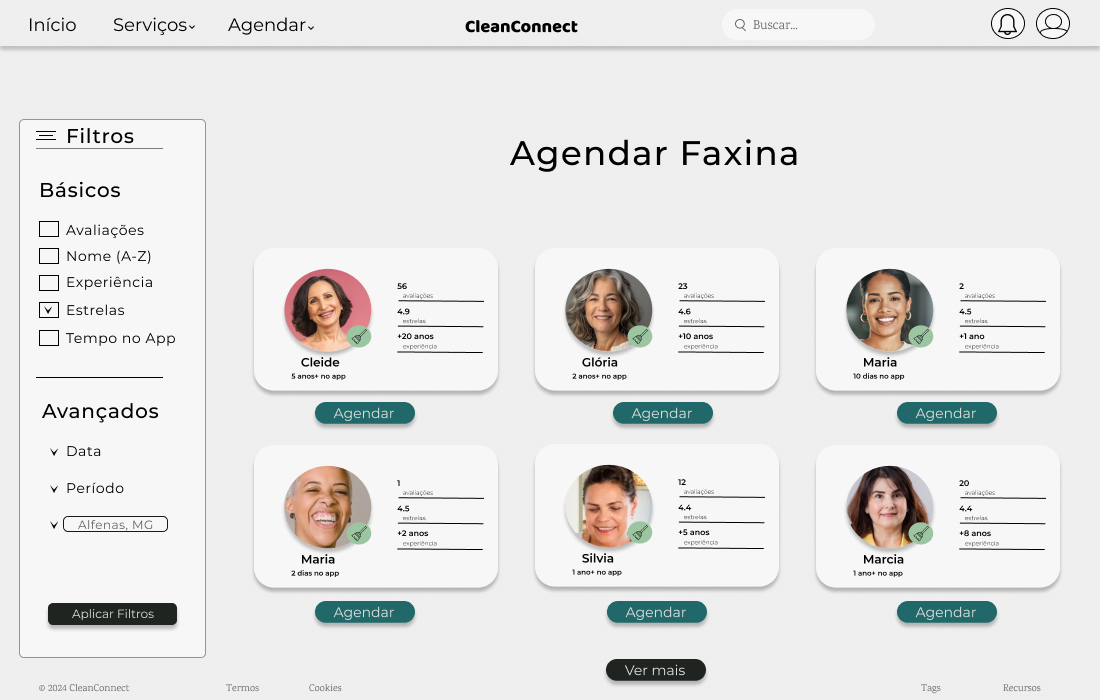 Início Serviços Agendar CleanConnect Buscar...
Filtros
Básicos
Avaliações
Nome (A-Z)
Experiência
Estrelas
Tempo no App
Avançados
Data
Período
Alfenas, MG
Aplicar Filtros
Agendar Faxina
56
avaliações
4.9
estrelas
+20 anos
experiência
Cleide
5 anos+ no app
Agendar
23
avaliações
4.6
estrelas
+10 anos
experiência
Glória
2 anos+ no app
Agendar
2
avaliações
4.5
estrelas
+1 ano
experiência
Maria
10 dias no app
Agendar
1
avaliações
4.5
estrelas
+2 anos
experiência
Maria
2 dias no app
Agendar
12
avaliações
4.4
estrelas
+5 anos
experiência
Silvia
1 ano+ no app
Agendar
20
avaliações
4.4
estrelas
+8 anos
experiência
Marcia
1 ano+ no app
Agendar
Ver mais
© 2024 CleanConnect Termos Cookies Tags Recursos